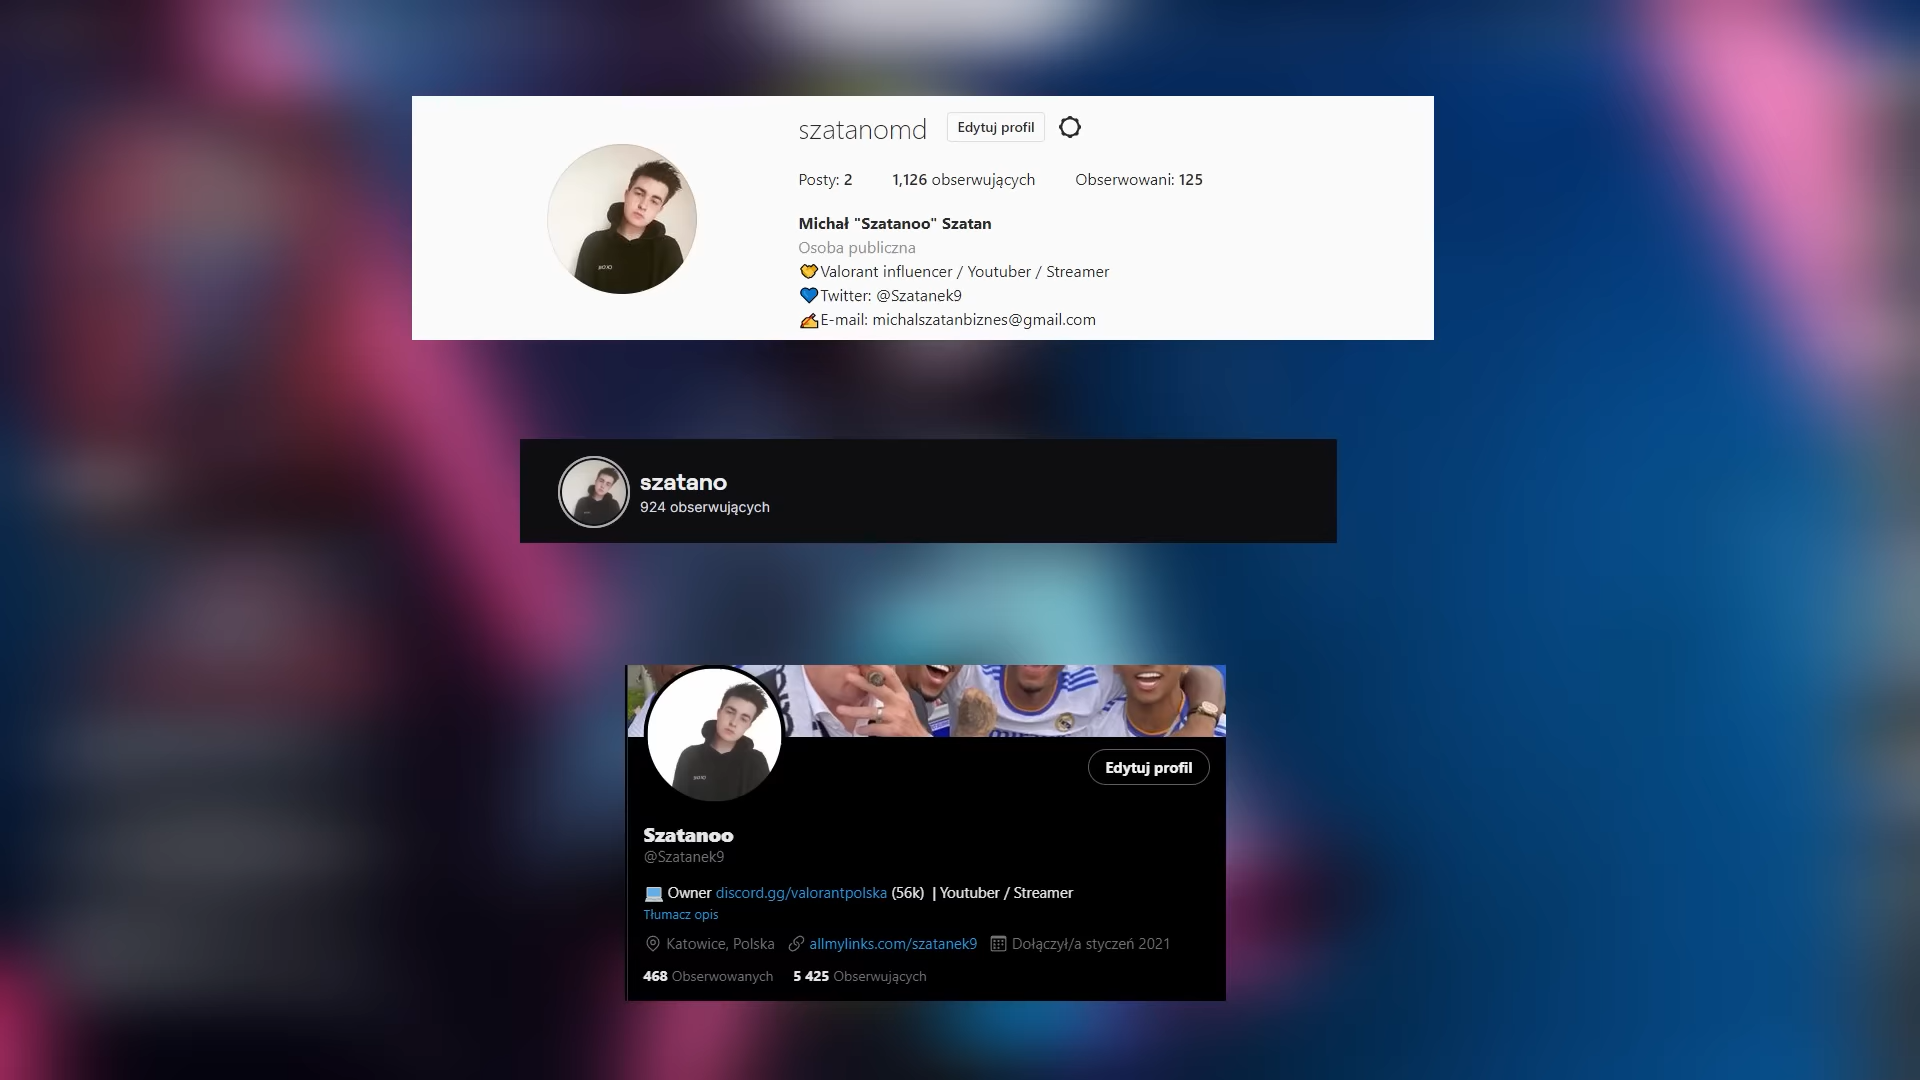 szatanomd Edytuj profil
Posty: 2 1,126 obserwujących Obserwowani: 125
Michał "Szatanoo" Szatan
Osoba publiczna
💛Valorant influencer / Youtuber / Streamer
💙Twitter: @Szatanek9
✍️E-mail: michalszatanbiznes@gmail.com
szatano
924 obserwujących
Edytuj profil
Szatanoo
@Szatanek9
💻 Owner discord.gg/valorantpolska (56k) | Youtuber / Streamer
Tłumacz opis
Katowice, Polska allmylinks.com/szatanek9 Dołączył/a styczeń 2021
468 Obserwowanych 5 425 Obserwujących